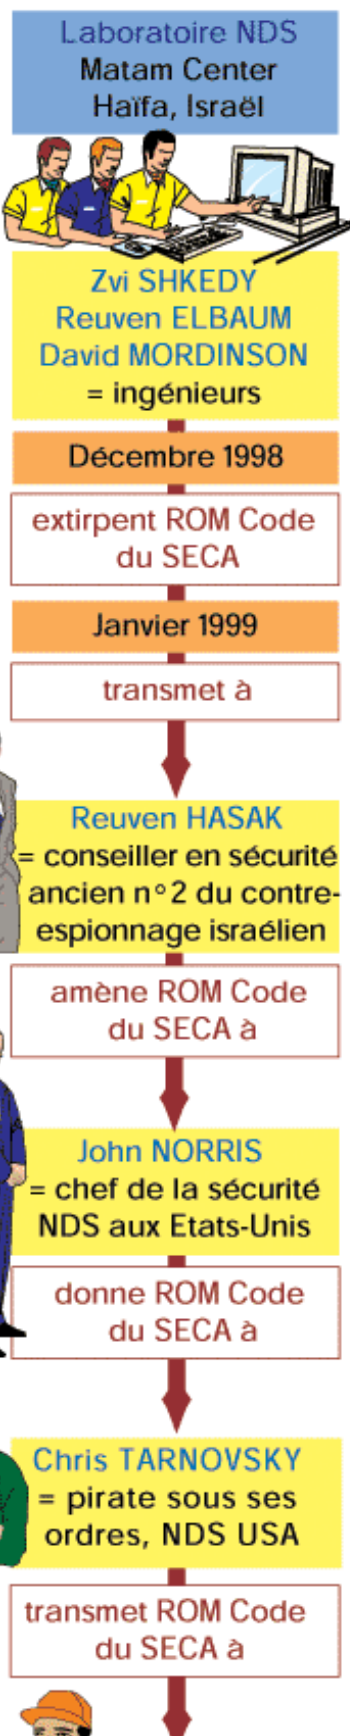 Laboratoire NDS
Matam Center
Haïfa, Israël
Zvi SHKEDY
Reuven ELBAUM
David MORDINSON
= ingénieurs
Décembre 1998
extirpent ROM Code
du SECA
Janvier 1999
transmet à
Reuven HASAK
= conseiller en sécurité
ancien n° 2 du contre-
espionnage israélien
amène ROM Code
du SECA à
John NORRIS
= chef de la sécurité
NDS aux Etats-Unis
donne ROM Code
du SECA à
Chris TARNOVSKY
= pirate sous ses
ordres, NDS USA
transmet ROM Code
du SECA à